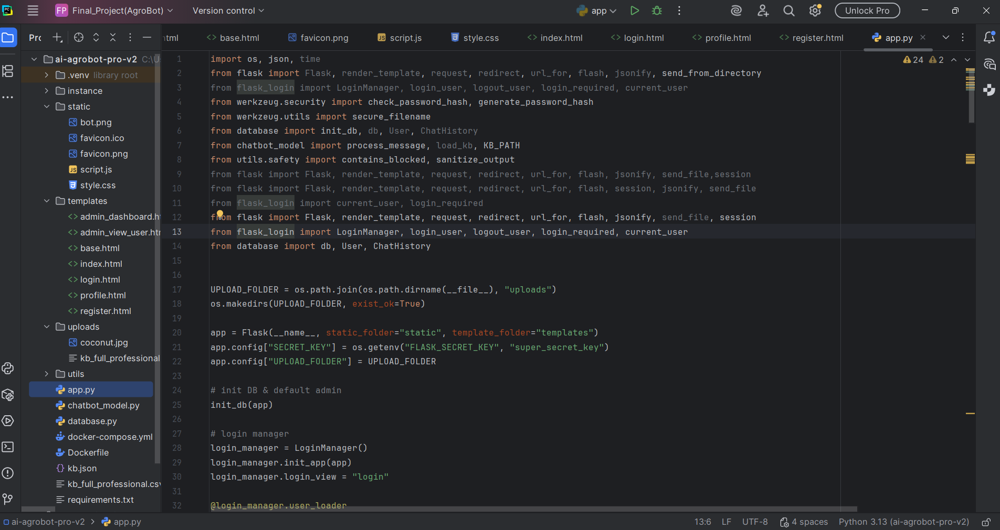 FP Final_Project(AgroBot) Version control app Unlock Pro
Prc html base.html favicon.png script.js style.css index.html login.html profile.html register.html app.py
ai-agrobot-pro-v2 C:\U
.venv library root
instance
static
bot.png
favicon.ico
favicon.png
script.js
style.css
templates
admin_dashboard.ht
admin_view_user.htr
base.html
index.html
login.html
profile.html
register.html
uploads
coconut.jpg
kb_full_professional
utils
app.py
chatbot_model.py
database.py
docker-compose.yml
Dockerfile
kb.json
kb_full_professional.csv
requirements.txt
24 2
1 import os, json, time
2 from flask import Flask, render_template, request, redirect, url_for, flash, jsonify, send_from_directory
3 from flask_login import LoginManager, login_user, logout_user, login_required, current_user
4 from werkzeug.security import check_password_hash, generate_password_hash
5 from werkzeug.utils import secure_filename
6 from database import init_db, db, User, ChatHistory
7 from chatbot_model import process_message, load_kb, KB_PATH
8 from utils.safety import contains_blocked, sanitize_output
9 from flask import Flask, render_template, request, redirect, url_for, flash, jsonify, send_file,session
10 from flask import Flask, render_template, request, redirect, url_for, flash, session, jsonify, send_file
11 from flask_login import current_user, login_required
12 from flask import Flask, render_template, request, redirect, url_for, flash, jsonify, send_file, session
13 from flask_login import LoginManager, login_user, logout_user, login_required, current_user
14 from database import db, User, ChatHistory
15
16
17 UPLOAD_FOLDER = os.path.join(os.path.dirname(__file__), "uploads")
18 os.makedirs(UPLOAD_FOLDER, exist_ok=True)
19
20 app = Flask(__name__, static_folder="static", template_folder="templates")
21 app.config["SECRET_KEY"] = os.getenv("FLASK_SECRET_KEY", "super_secret_key")
22 app.config["UPLOAD_FOLDER"] = UPLOAD_FOLDER
23
24 # init DB & default admin
25 init_db(app)
26
27 # login manager
28 login_manager = LoginManager()
29 login_manager.init_app(app)
30 login_manager.login_view = "login"
31
32 @login_manager.user_loader
ai-agrobot-pro-v2 > app.py 13:6 LF UTF-8 4 spaces Python 3.13 (ai-agrobot-pro-v2)